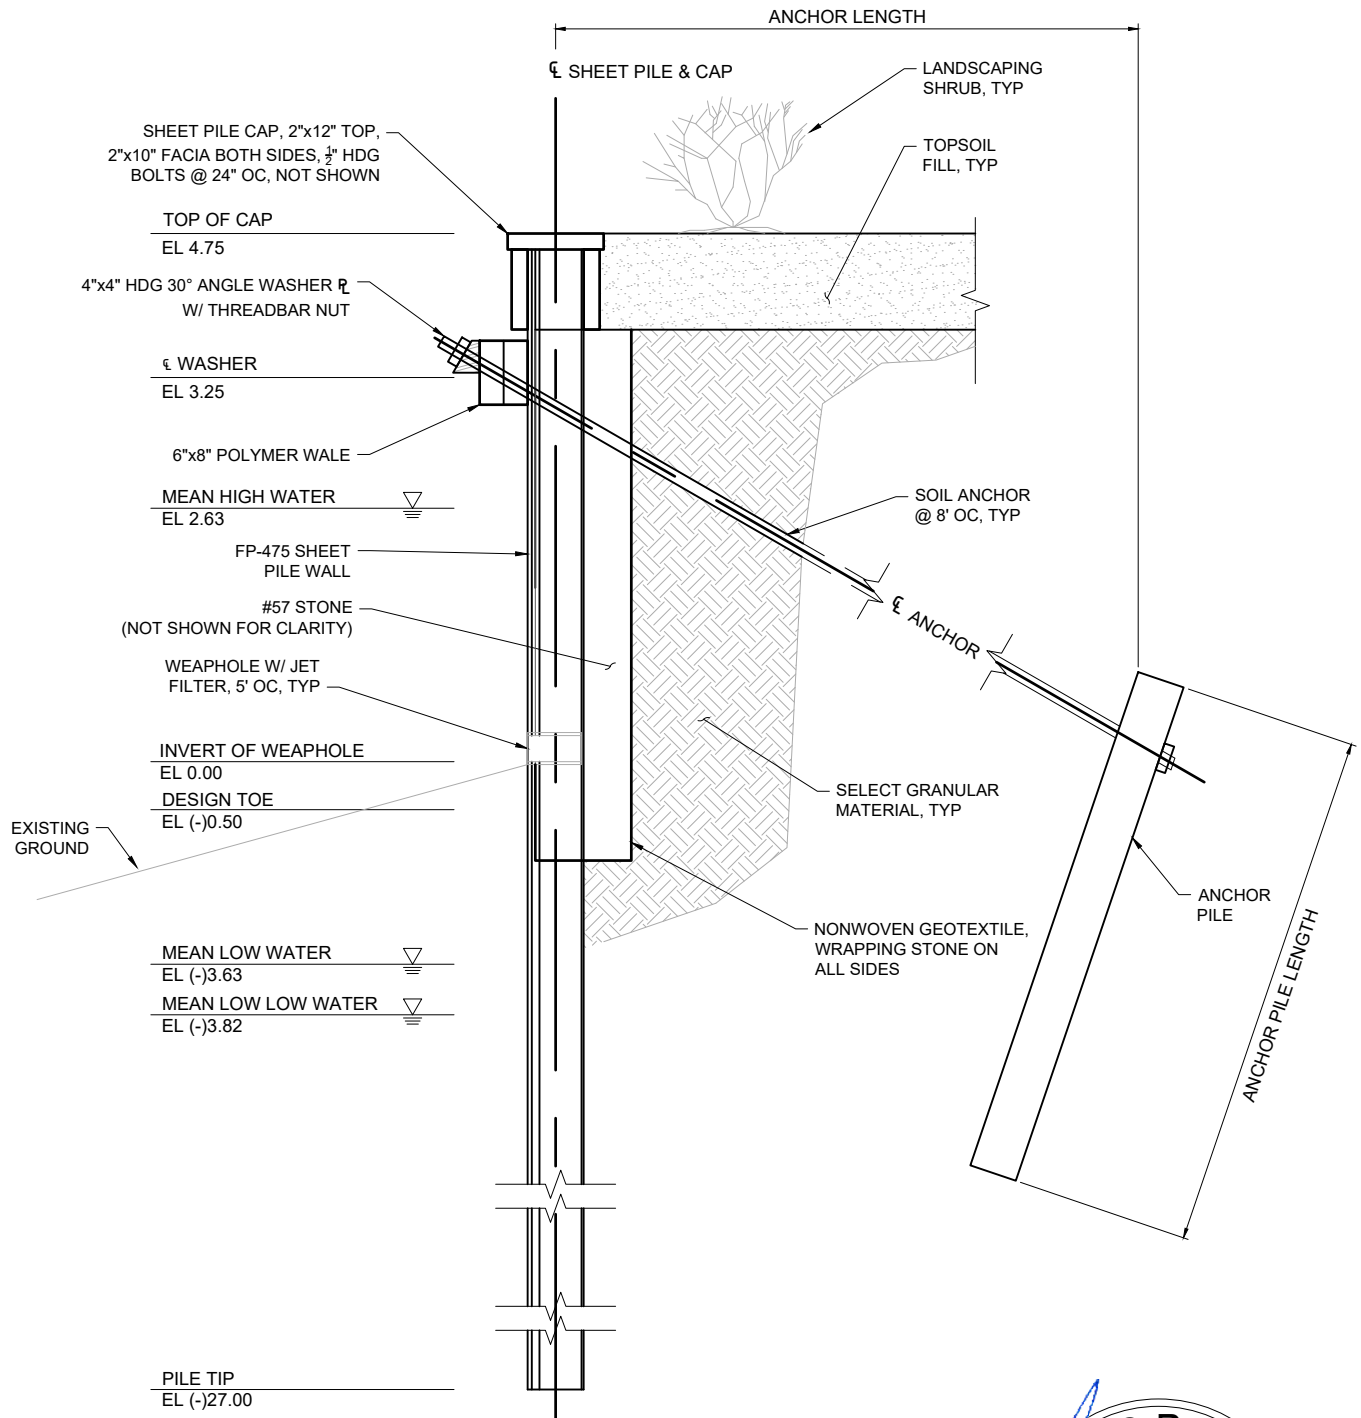 ANCHOR LENGTH
℄ SHEET PILE & CAP
LANDSCAPING
SHRUB, TYP
SHEET PILE CAP, 2"x12" TOP,
2"x10" FACIA BOTH SIDES, ½" HDG
BOLTS @ 24" OC, NOT SHOWN
TOPSOIL
FILL, TYP
TOP OF CAP
EL 4.75
4"x4" HDG 30° ANGLE WASHER ⅊
W/ THREADBAR NUT
℄ WASHER
EL 3.25
6"x8" POLYMER WALE
MEAN HIGH WATER
EL 2.63
SOIL ANCHOR
@ 8' OC, TYP
FP-475 SHEET
PILE WALL
#57 STONE
(NOT SHOWN FOR CLARITY)
℄ ANCHOR
WEAPHOLE W/ JET
FILTER, 5' OC, TYP
INVERT OF WEAPHOLE
EL 0.00
DESIGN TOE
EL (-)0.50
SELECT GRANULAR
MATERIAL, TYP
EXISTING
GROUND
ANCHOR
PILE
NONWOVEN GEOTEXTILE,
WRAPPING STONE ON
ALL SIDES
ANCHOR PILE LENGTH
MEAN LOW WATER
EL (-)3.63
MEAN LOW LOW WATER
EL (-)3.82
PILE TIP
EL (-)27.00